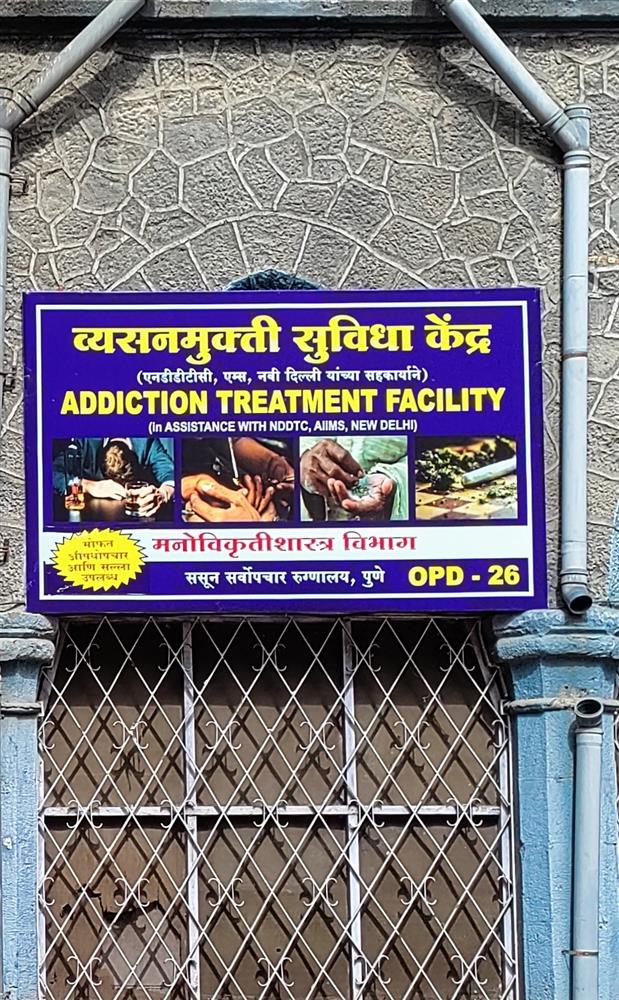 व्यसनमुक्ती सुविधा केंद्र
(एनडीडीटीसी, एम्स, नवी दिल्ली यांच्या सहकार्याने)
ADDICTION TREATMENT FACILITY
(In ASSISTANCE WITH NDDTC, AIIMS, NEW DELHI)
मोफत
औषधोपचार
आणि सल्ला
उपलब्ध
मनोविकृतीशास्त्र विभाग
ससून सर्वोपचार रुग्णालय, पुणे
OPD - 26